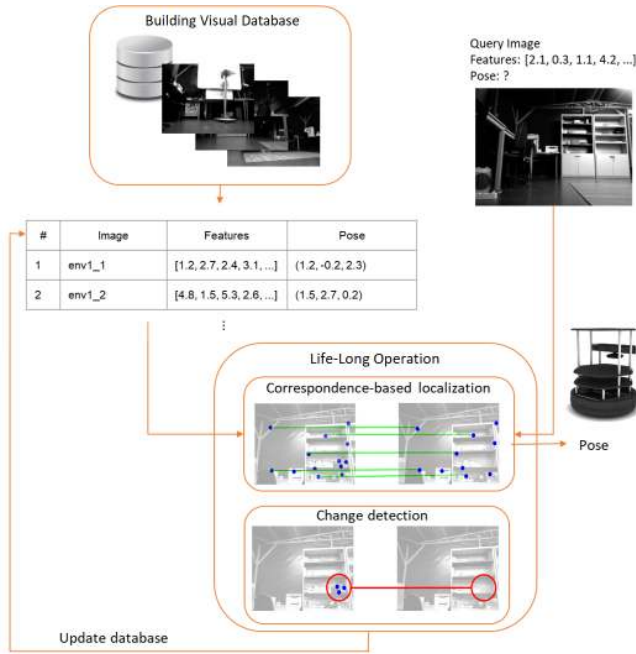 Building Visual Database
Query Image
Features: [2.1, 0.3, 1.1, 4.2, ...]
Pose: ?
# Image Features Pose
1 env1_1 [1.2, 2.7, 2.4, 3.1, ...] (1.2, -0.2, 2.3)
2 env1_2 [4.8, 1.5, 5.3, 2.6, ...] (1.5, 2.7, 0.2)
⋮
Life-Long Operation
Correspondence-based localization
Pose
Change detection
Update database